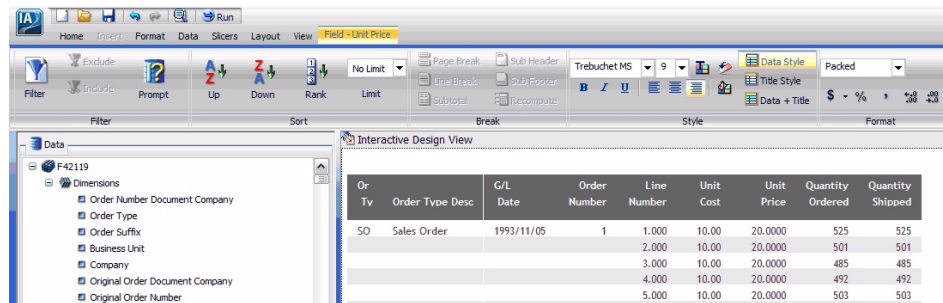 IA
Run
Home Insert Format Data Slicers Layout View Field - Unit Price
Filter
Exclude
Include
Prompt
Filter
A Z
Up
Z A
Down
1 2 3
Rank
No Limit
Limit
Sort
Page Break
Line Break
Subtotal
Sub Header
Sub Footer
Recompute
Break
Trebuchet MS 9
B I U
Data Style
Title Style
Data + Title
Style
Packed
$ % ,
Format
Data
F42119
Dimensions
Order Number Document Company
Order Type
Order Suffix
Business Unit
Company
Original Order Document Company
Original Order Number
Interactive Design View
Or G/L Order Line Unit Unit Quantity Quantity
Ty Order Type Desc Date Number Number Cost Price Ordered Shipped
SO Sales Order 1993/11/05 1 1.000 10.00 20.0000 525 525
2.000 10.00 20.0000 501 501
3.000 10.00 20.0000 485 485
4.000 10.00 20.0000 492 492
5.000 10.00 20.0000 503 503